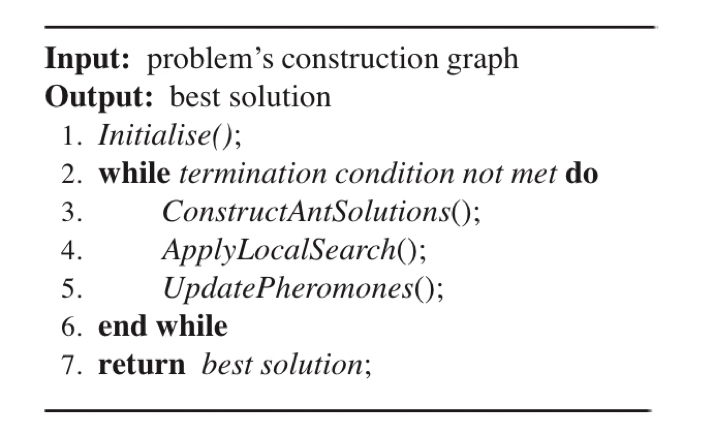 Input: problem's construction graph
Output: best solution
1. Initialise();
2. while termination condition not met do
3. ConstructAntSolutions();
4. ApplyLocalSearch();
5. UpdatePheromones();
6. end while
7. return best solution;